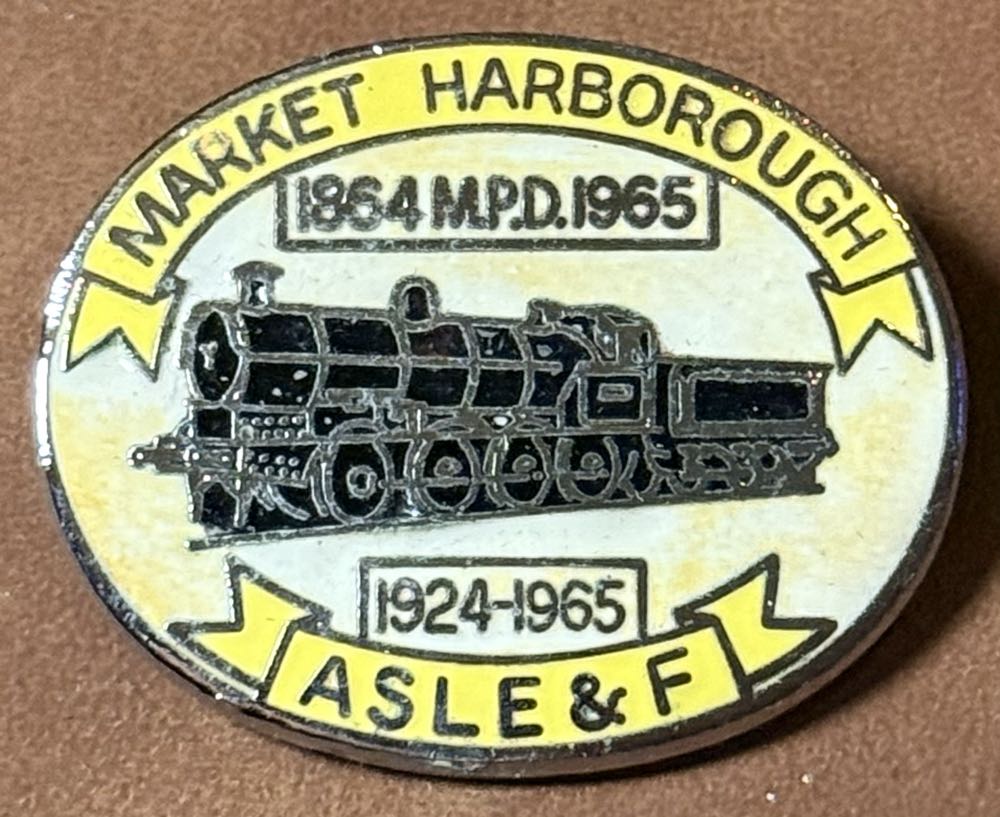 MARKET HARBOROUGH
1864 M.P.D. 1965
1924-1965
ASLE&F